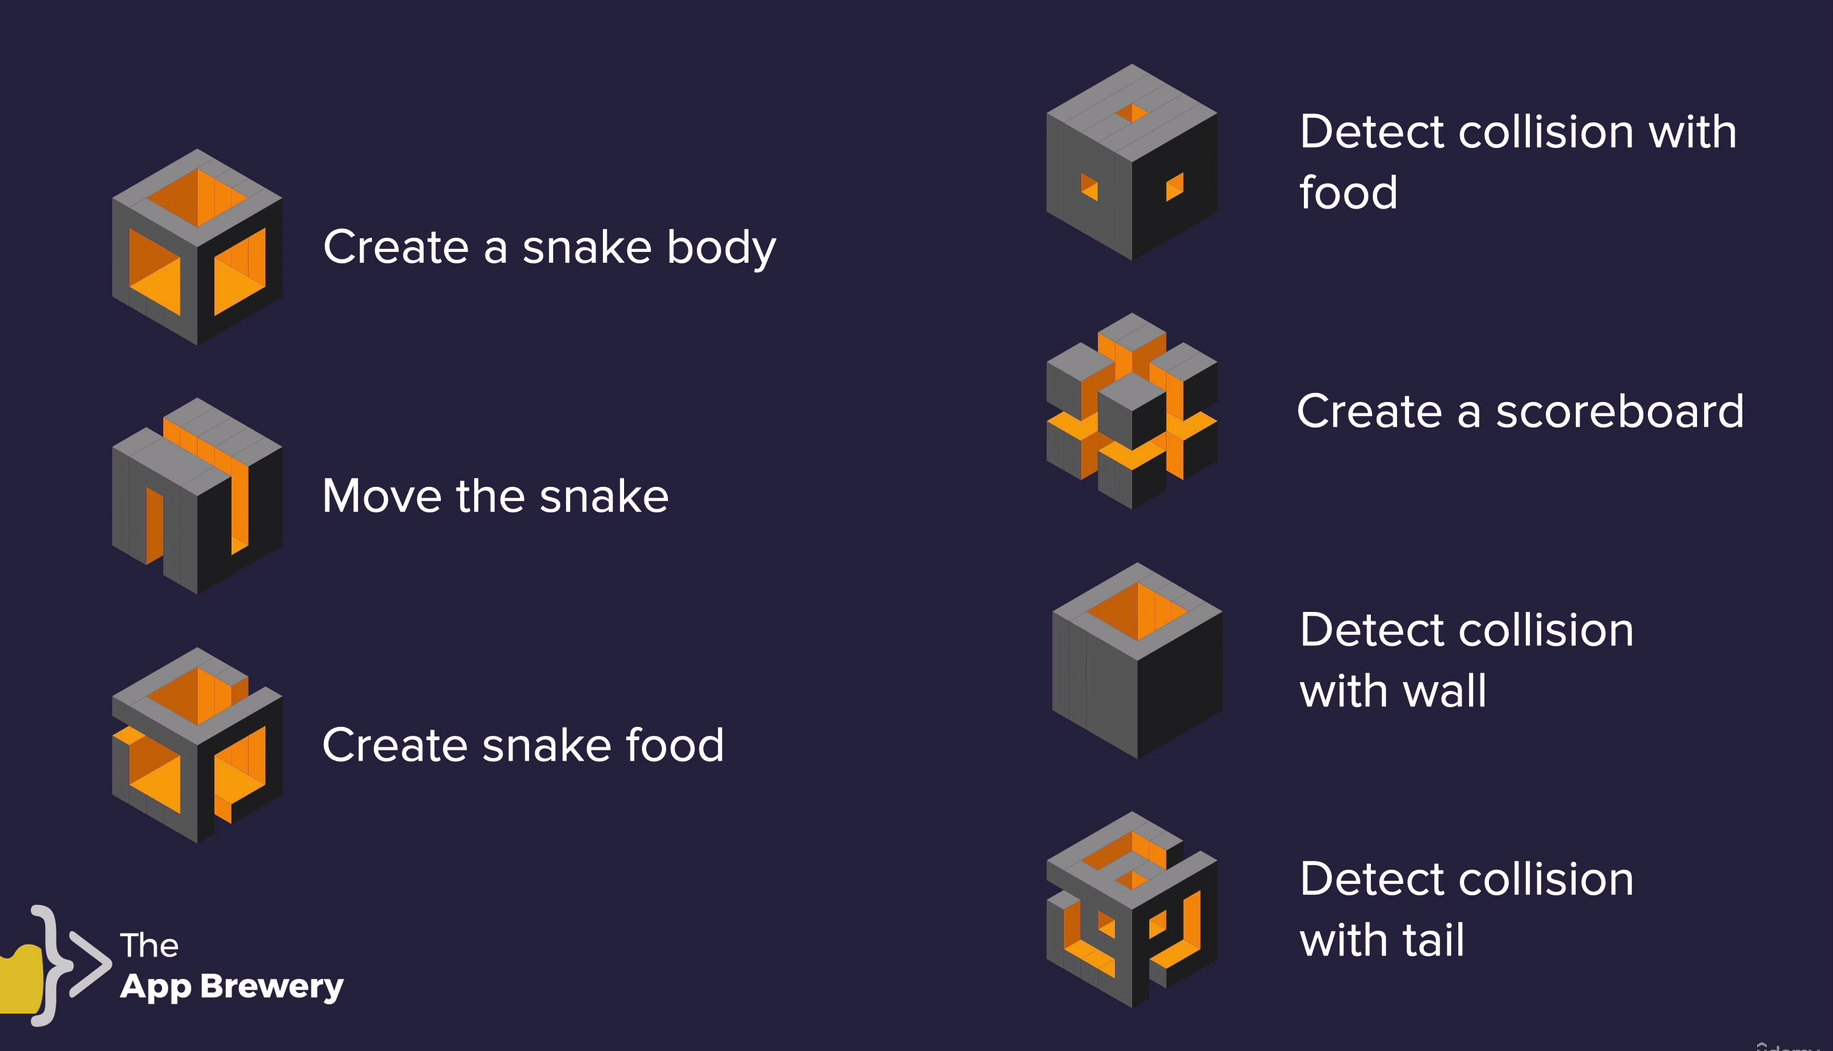 Create a snake body
Move the snake
Create snake food
Detect collision with
food
Create a scoreboard
Detect collision
with wall
Detect collision
with tail
The
App Brewery